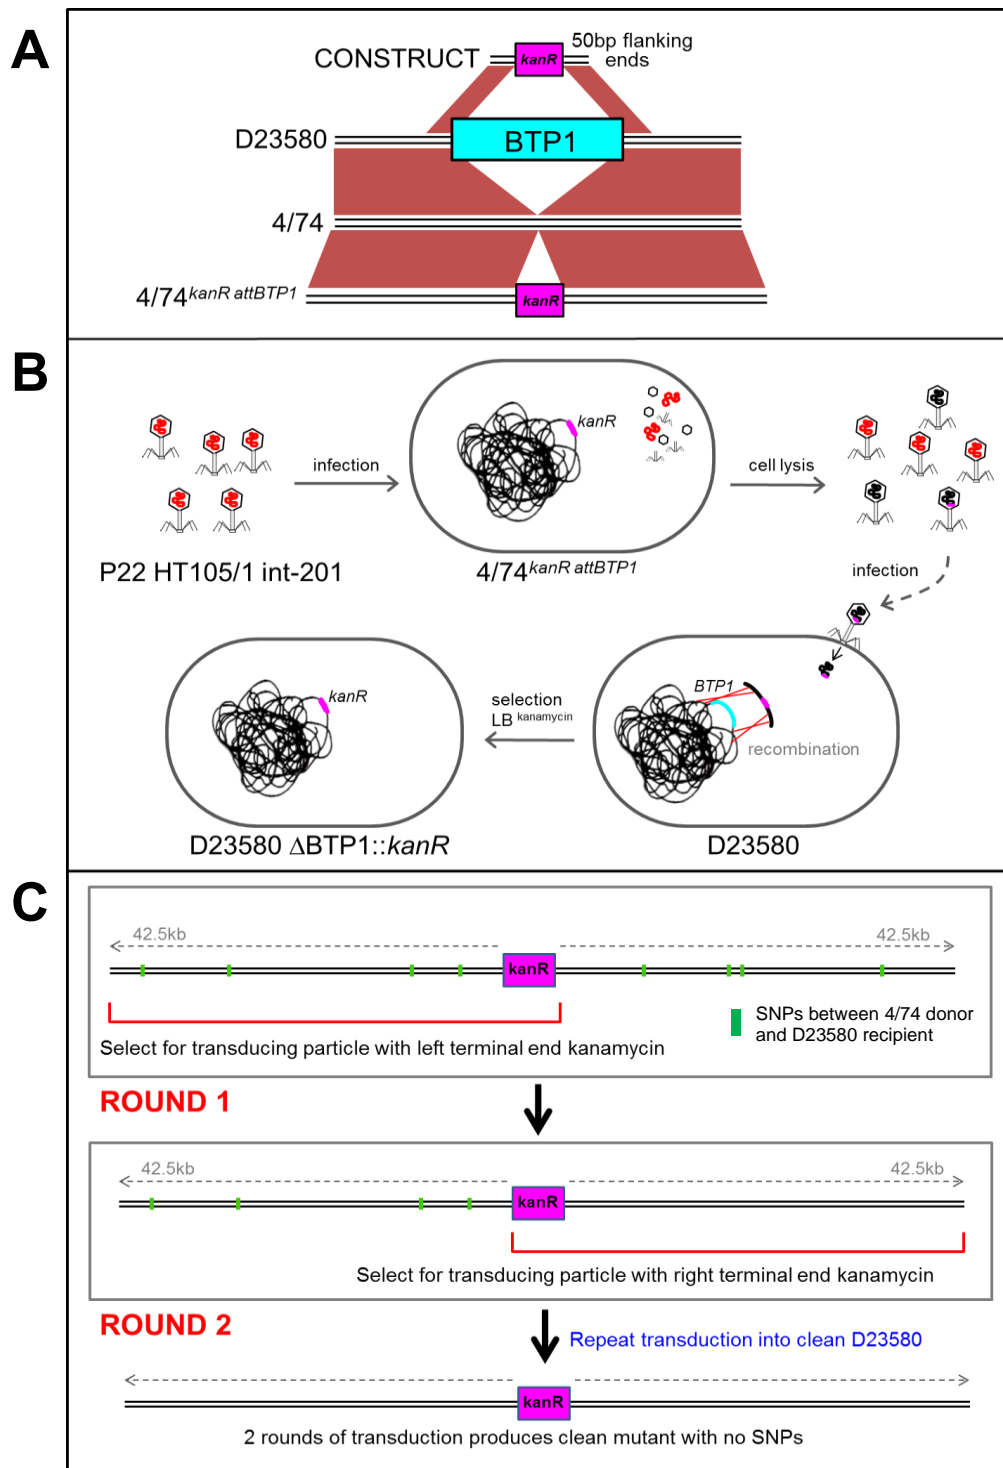 A
CONSTRUCT
kanR
50bp flanking
ends
D23580
BTP1
4/74
4/74kanR attBTP1
kanR
B
infection
kanR
cell lysis
P22 HT105/1 int-201
4/74kanR attBTP1
infection
kanR
selection
LB kanamycin
BTP1
recombination
D23580 ΔBTP1::kanR
D23580
C
42.5kb
42.5kb
kanR
SNPs between 4/74 donor
and D23580 recipient
Select for transducing particle with left terminal end kanamycin
ROUND 1
42.5kb
42.5kb
kanR
Select for transducing particle with right terminal end kanamycin
ROUND 2
Repeat transduction into clean D23580
kanR
2 rounds of transduction produces clean mutant with no SNPs